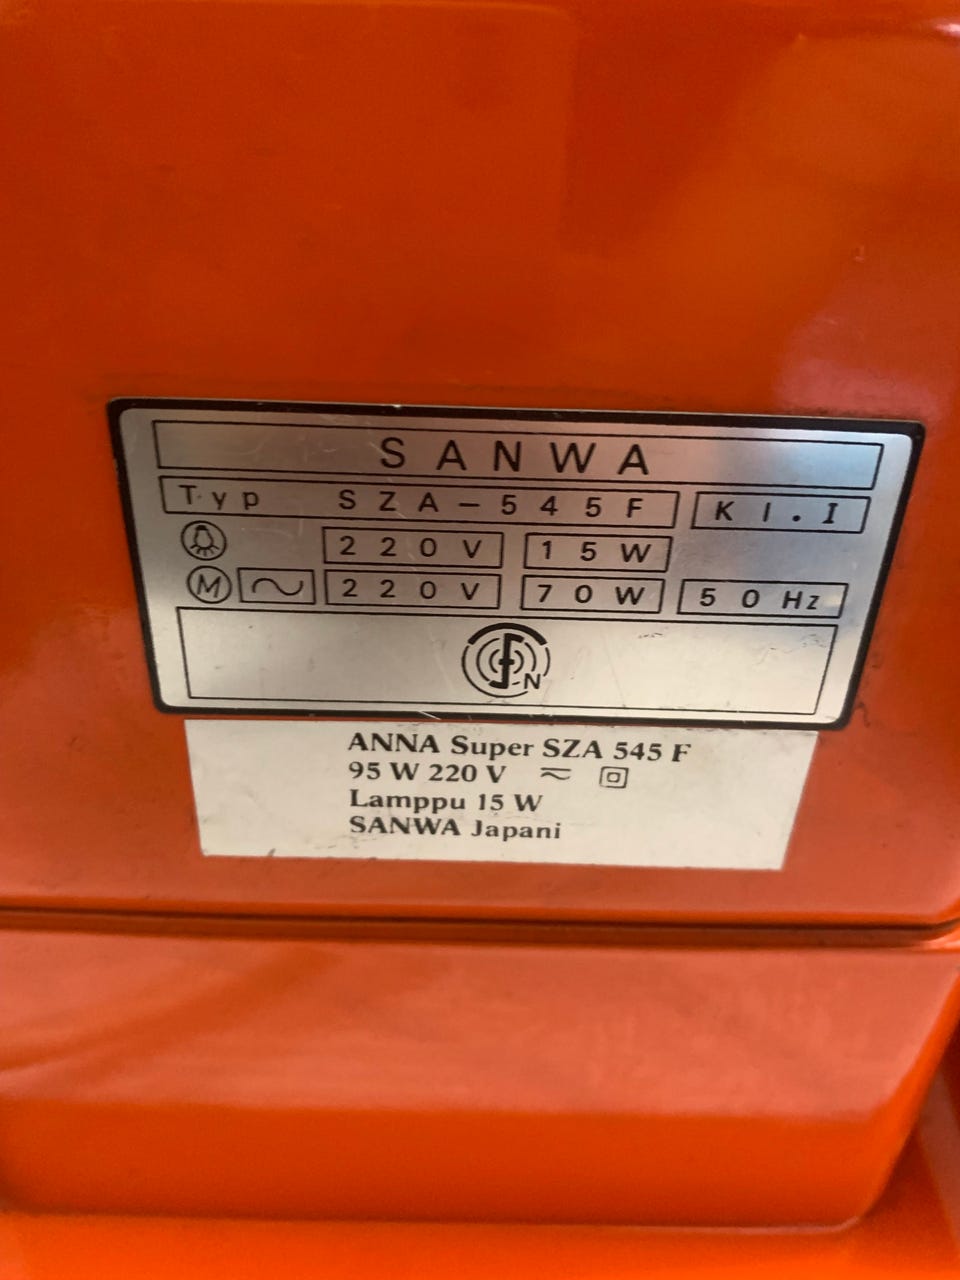 SANWA
Typ SZA-545F Kl.I
220V 15W
M 220V 70W 50Hz
N
ANNA Super SZA 545 F
95 W 220 V
Lamppu 15 W
SANWA Japani